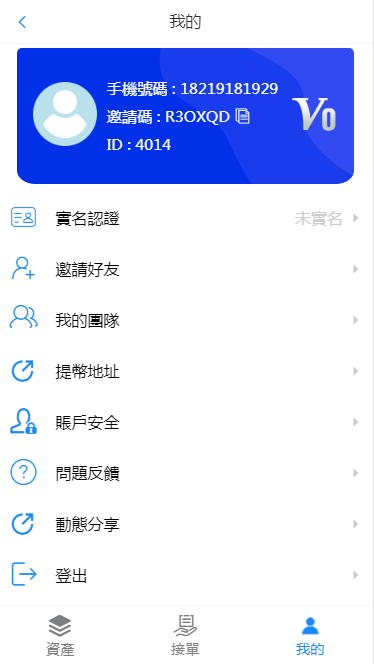 我的
手機號碼 : 18219181929
邀請碼 : R3OXQD
ID : 4014
V0
實名認證 未實名
邀請好友
我的團隊
提幣地址
賬戶安全
問題反饋
動態分享
登出
資產 接單 我的